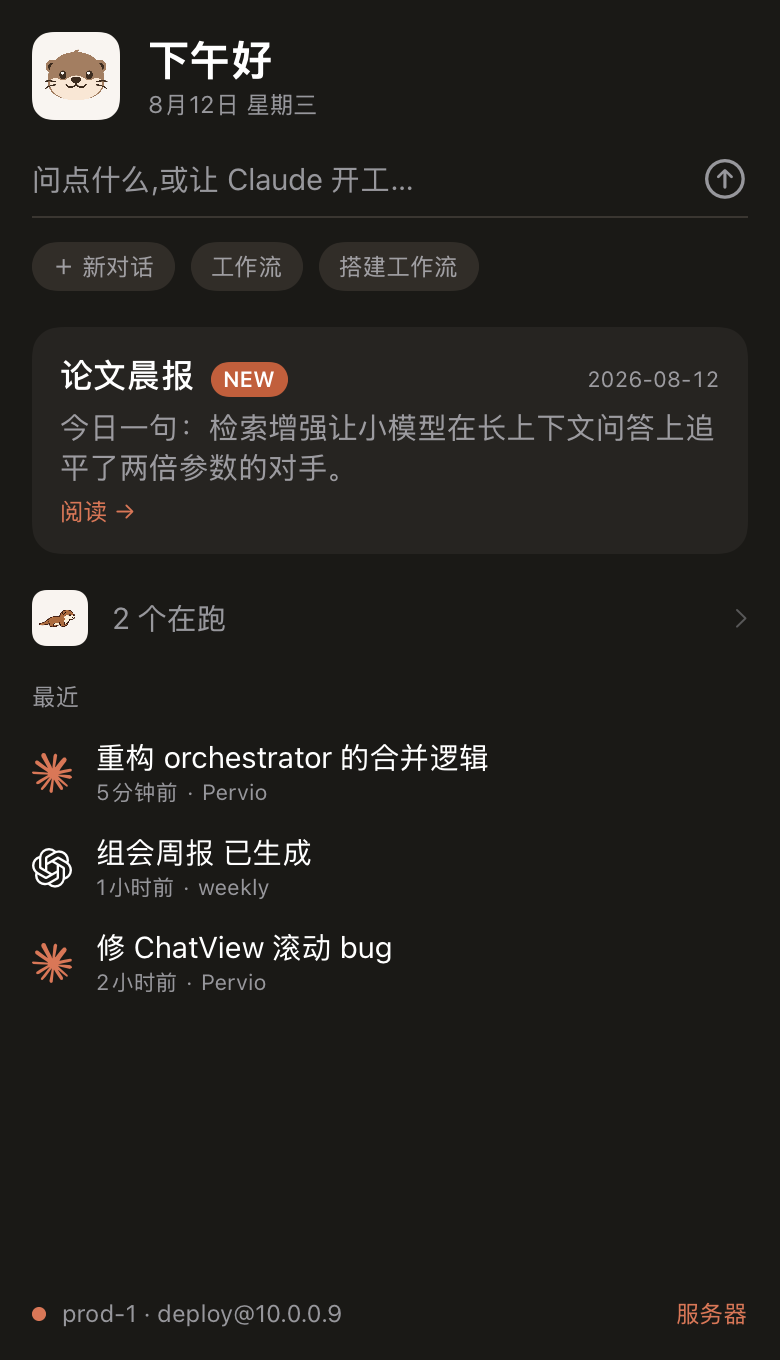 下午好
8月12日 星期三
问点什么,或让 Claude 开工...
+ 新对话
工作流
搭建工作流
论文晨报 NEW 2026-08-12
今日一句：检索增强让小模型在长上下文问答上追
平了两倍参数的对手。
阅读 →
2 个在跑
最近
重构 orchestrator 的合并逻辑
5分钟前 · Pervio
组会周报 已生成
1小时前 · weekly
修 ChatView 滚动 bug
2小时前 · Pervio
prod-1 · deploy@10.0.0.9 服务器